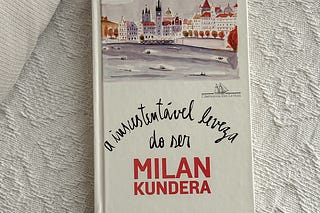 a insustentável leveza
do ser
MILAN
KUNDERA